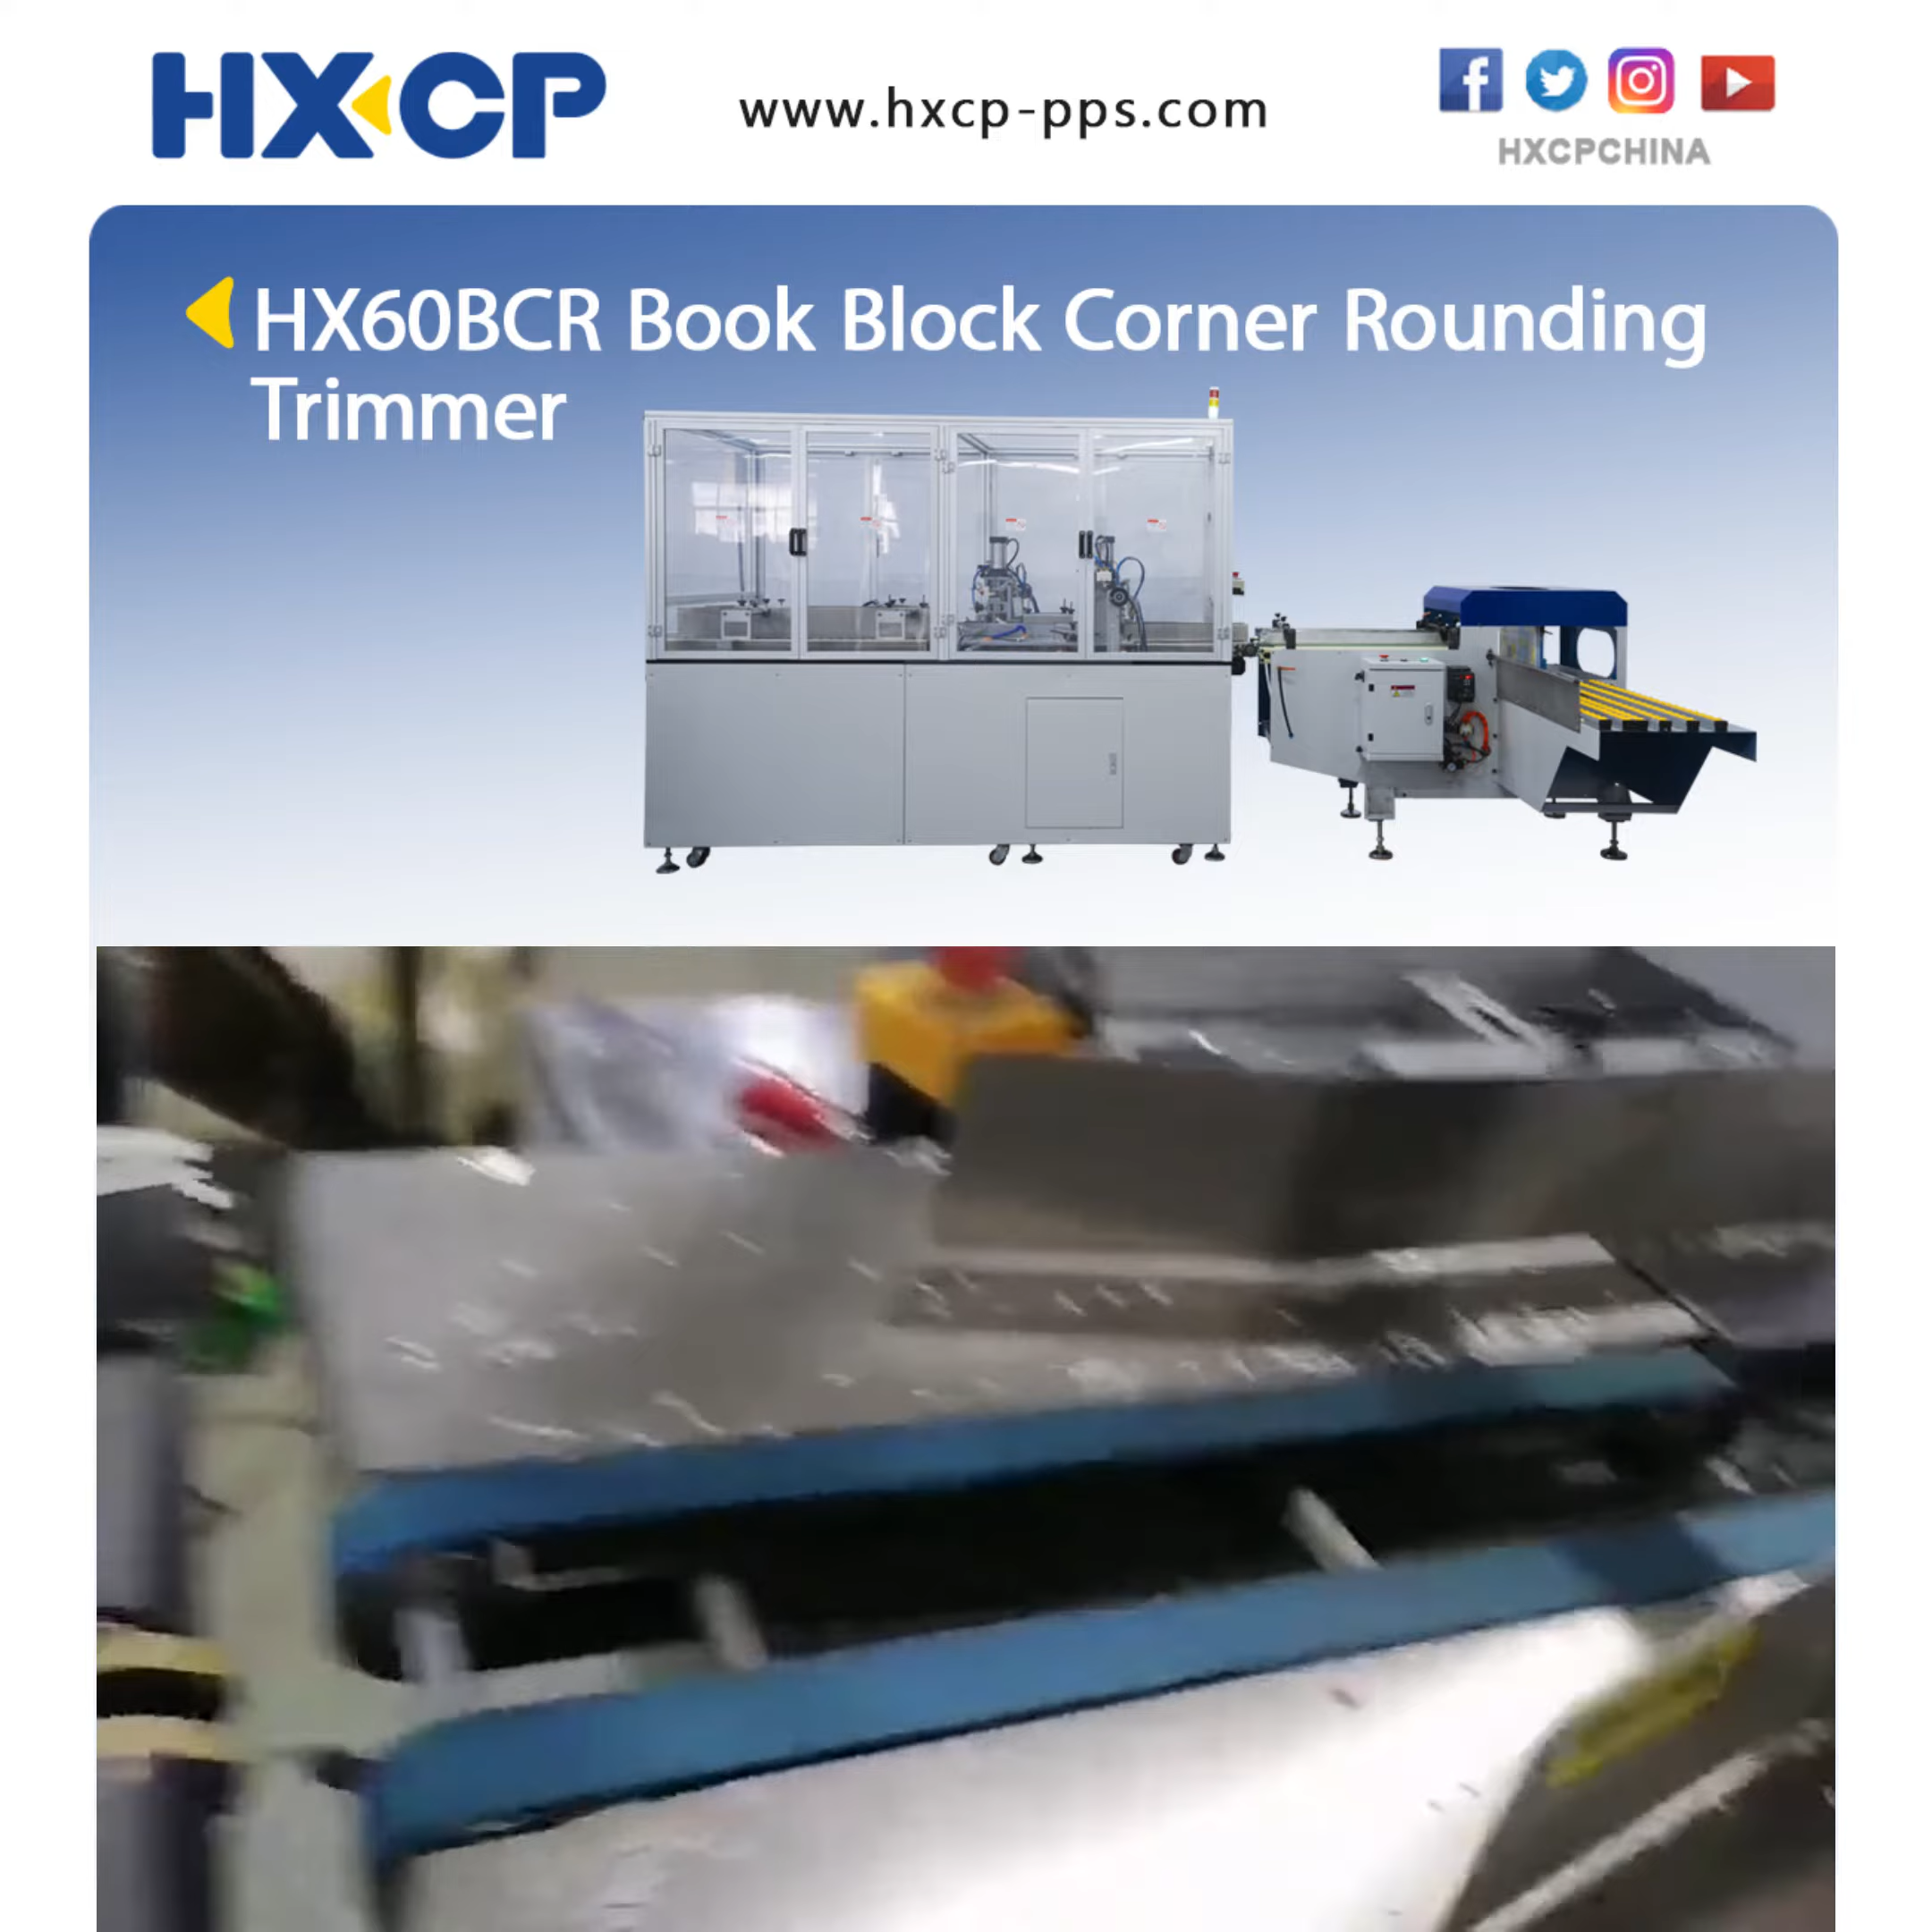 HXCP
www.hxcp-pps.com
HXCPCHINA
HX60BCR Book Block Corner Rounding
Trimmer